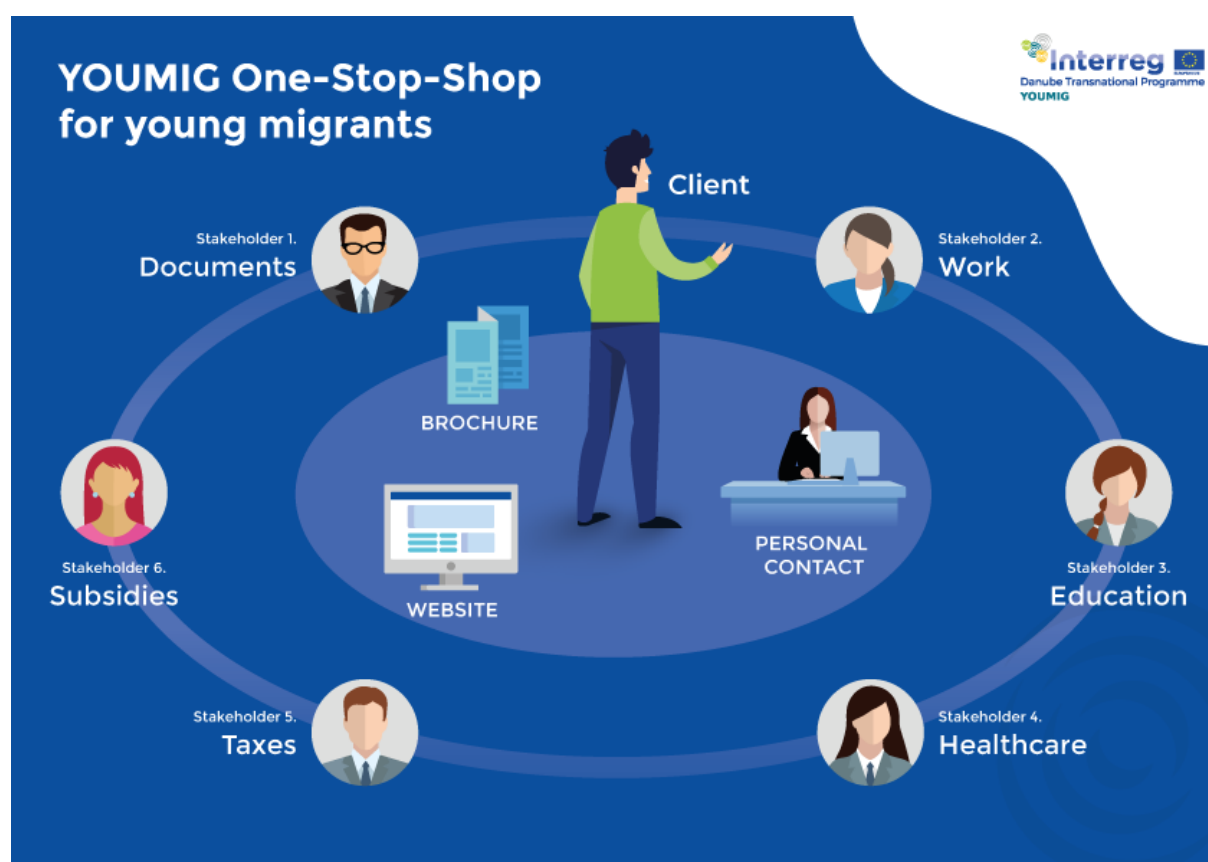 YOUMIG One-Stop-Shop
for young migrants
Interreg
Danube Transnational Programme
YOUMIG
Client
Stakeholder 1.
Documents
Stakeholder 2.
Work
BROCHURE
PERSONAL
CONTACT
WEBSITE
Stakeholder 6.
Subsidies
Stakeholder 3.
Education
Stakeholder 5.
Taxes
Stakeholder 4.
Healthcare